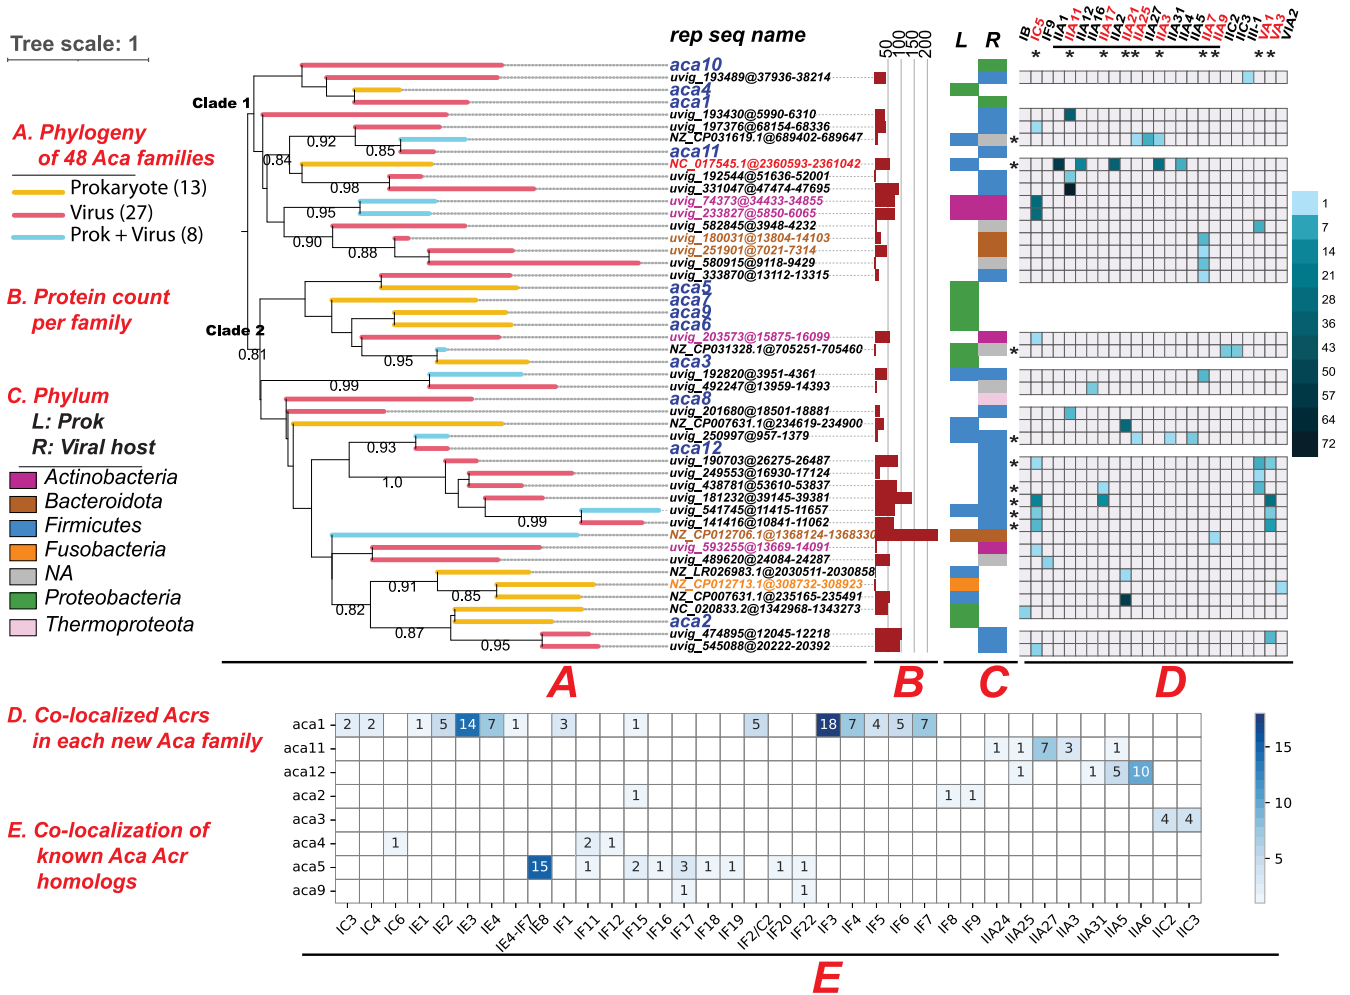 Tree scale: 1
rep seq name
50 100 150 200
L R
IB IC5 IF9 IIA1 IIA11 IIA12 IIA16 IIA17 IIA2 IIA21 IIA25 IIA27 IIA3 IIA31 IIA4 IIA5 IIA7 IIA9 IIC2 IIC3 III-1 VA1 VA3 VIA2
* * * * * * * * * *
Clade 1
Clade 2
A. Phylogeny
of 48 Aca families
Prokaryote (13)
Virus (27)
Prok + Virus (8)
B. Protein count
per family
C. Phylum
L: Prok
R: Viral host
Actinobacteria
Bacteroidota
Firmicutes
Fusobacteria
NA
Proteobacteria
Thermoproteota
0.92
0.84
0.85
0.98
0.95
0.90
0.88
0.81
0.95
0.99
0.93
1.0
0.99
0.91
0.85
0.82
0.87
0.95
aca10
uvig_193489@37936-38214
aca4
aca1
uvig_193430@5990-6310
uvig_197376@68154-68336
NZ_CP031619.1@689402-689647 *
aca11
NC_017545.1@2360593-2361042 *
uvig_192544@51636-52001
uvig_331047@47474-47695
uvig_74373@34433-34855
uvig_233827@5850-6065
uvig_582845@3948-4232
uvig_180031@13804-14103
uvig_251901@7021-7314
uvig_580915@9118-9429
uvig_333870@13112-13315
aca5
aca7
aca9
aca6
uvig_203573@15875-16099
NZ_CP031328.1@705251-705460 *
aca3
uvig_192820@3951-4361
uvig_492247@13959-14393
aca8
uvig_201680@18501-18881
NZ_CP007631.1@234619-234900
uvig_250997@957-1379 *
aca12
uvig_190703@26275-26487 *
uvig_249553@16930-17124
uvig_438781@53610-53837 *
uvig_181232@39145-39381 *
uvig_541745@11415-11657 *
uvig_141416@10841-11062 *
NZ_CP012706.1@1368124-1368330
uvig_593255@13669-14091
uvig_489620@24084-24287
NZ_LR026983.1@2030511-2030858
NZ_CP012713.1@308732-308923
NZ_CP007631.1@235165-235491
NC_020833.2@1342968-1343273
aca2
uvig_474895@12045-12218
uvig_545088@20222-20392
1
7
14
21
28
36
43
50
57
64
72
A B C D
D. Co-localized Acrs
in each new Aca family
E. Co-localization of
known Aca Acr
homologs
aca1 2 2 1 5 14 7 1 3 1 5 18 7 4 5 7
aca11 1 1 7 3 1
aca12 1 1 5 10
aca2 1 1 1
aca3 4 4
aca4 1 2 1
aca5 15 1 2 1 3 1 1 1 1
aca9 1 1
IC3 IC4 IC6 IE1 IE2 IE3 IE4 IE4-IF7 IE8 IF1 IF11 IF12 IF15 IF16 IF17 IF18 IF19 IF2/C2 IF20 IF22 IF3 IF4 IF5 IF6 IF7 IF8 IF9 IIA24 IIA25 IIA27 IIA3 IIA31 IIA5 IIA6 IIC2 IIC3
15
10
5
E